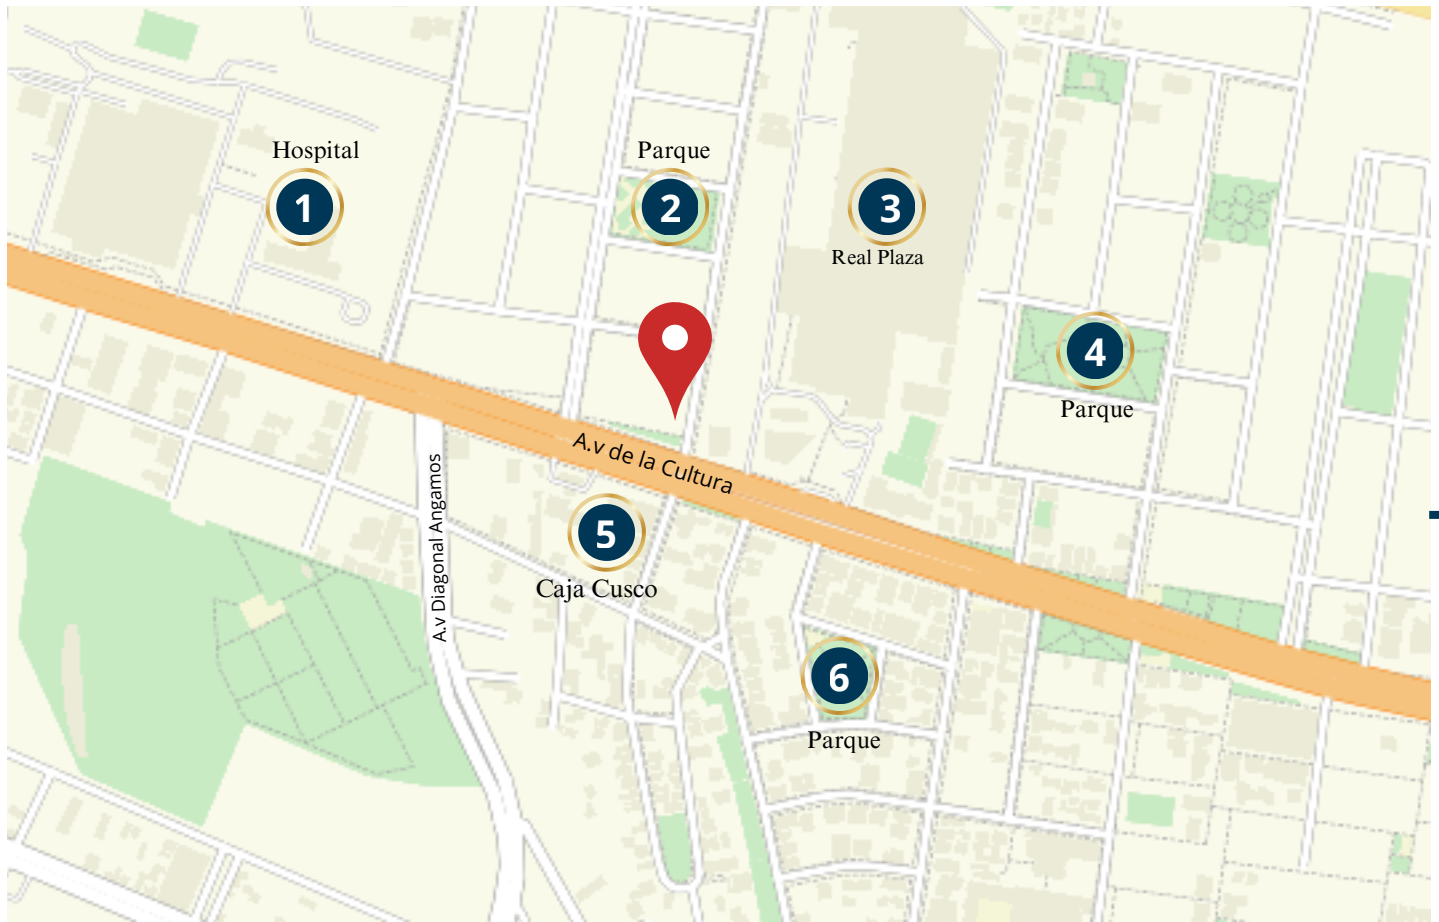 Hospital
1
Parque
2
3
Real Plaza
4
Parque
A.v de la Cultura
A.v Diagonal Angamos
5
Caja Cusco
6
Parque